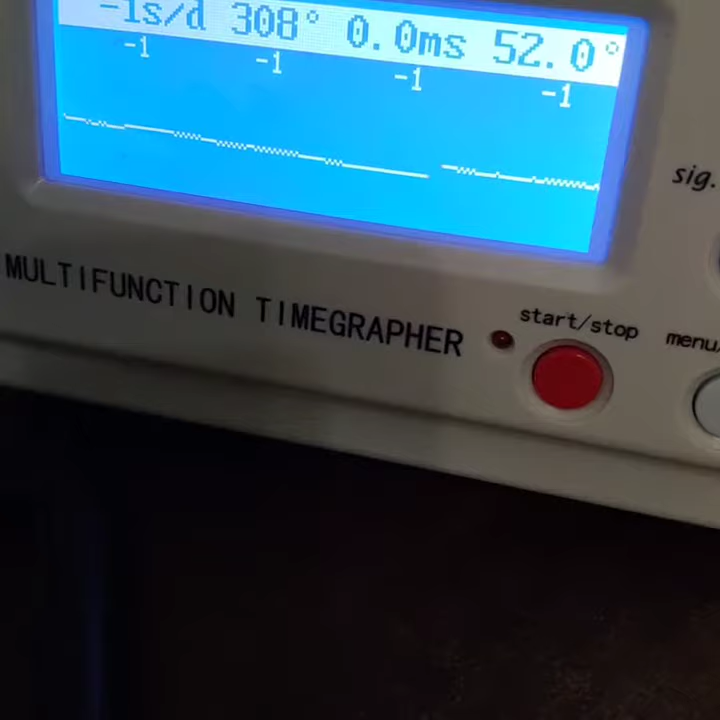 -1s/d 308° 0.0ms 52.0°
-1 -1 -1 -1
sig.
MULTIFUNCTION TIMEGRAPHER
start/stop
menu/